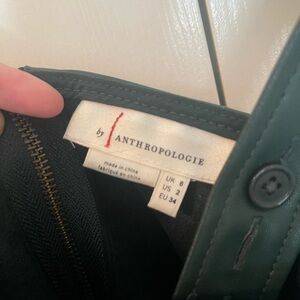 by ANTHROPOLOGIE
made in china
fabriqué en chine
UK 6
US 2
EU 34